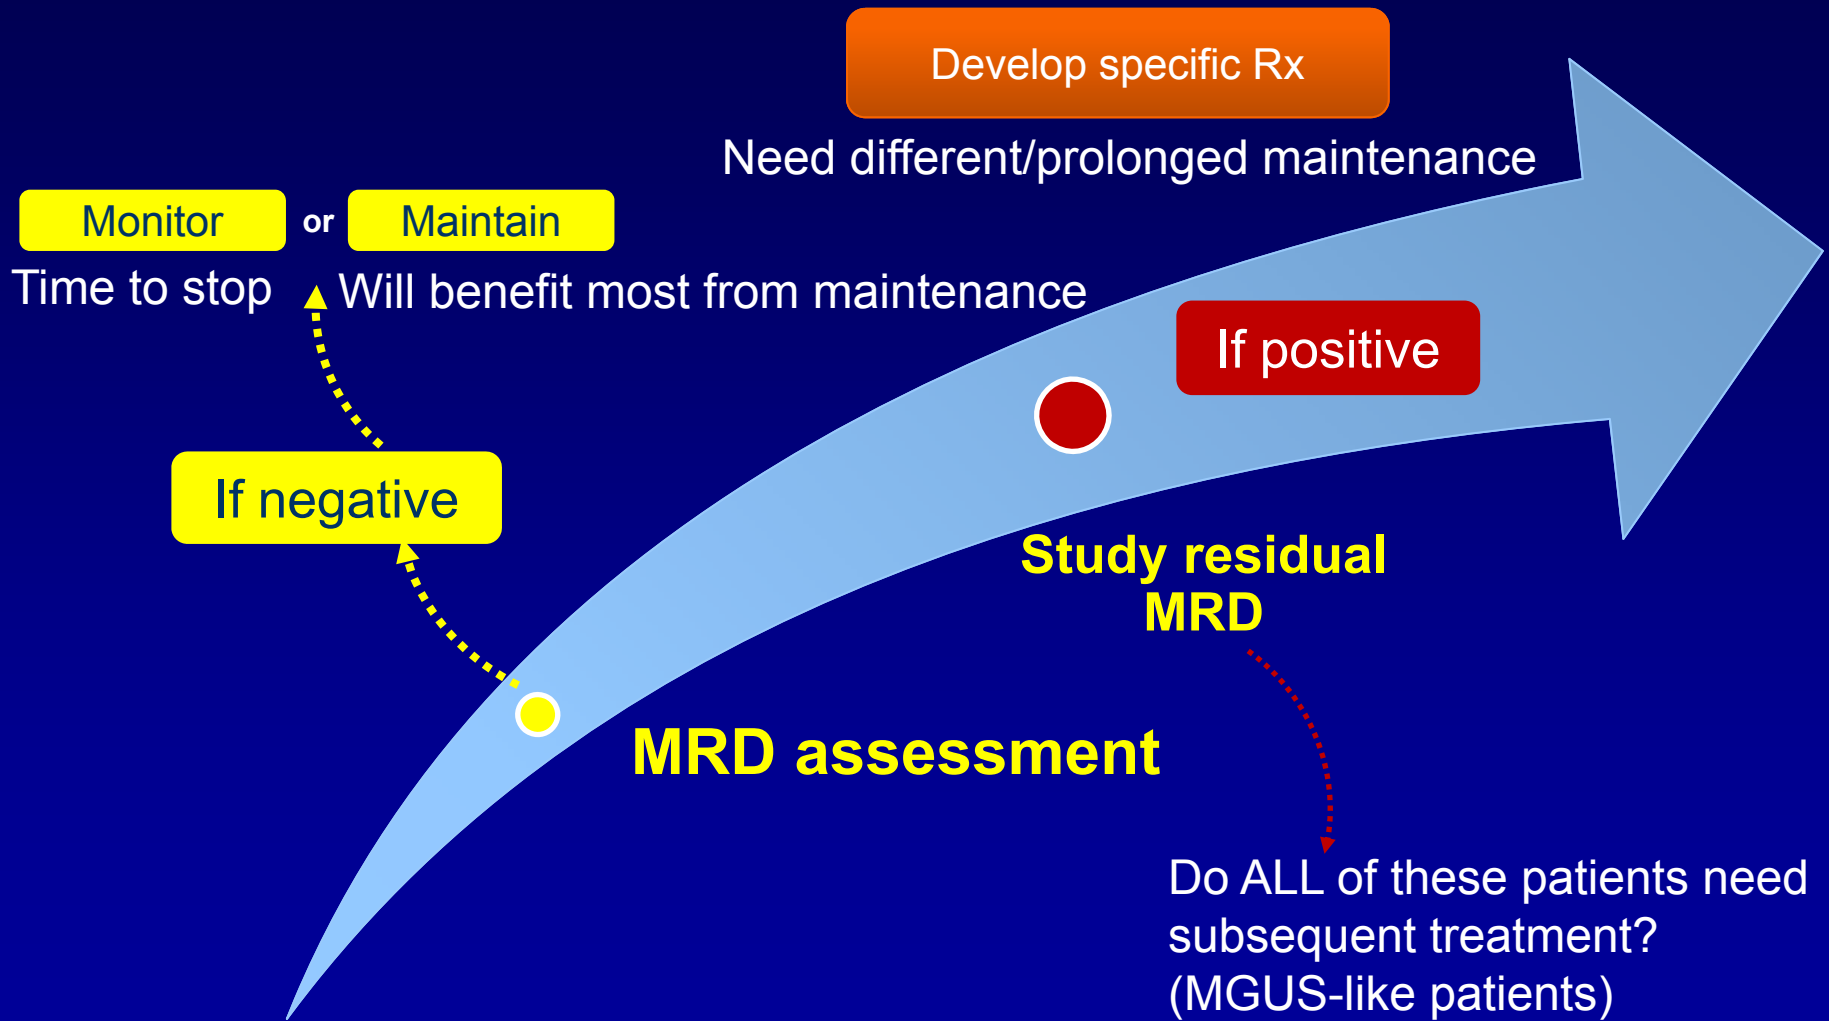 Develop specific Rx
Need different/prolonged maintenance
Monitor or Maintain
Time to stop
Will benefit most from maintenance
If positive
If negative
Study residual
MRD
MRD assessment
Do ALL of these patients need
subsequent treatment?
(MGUS-like patients)